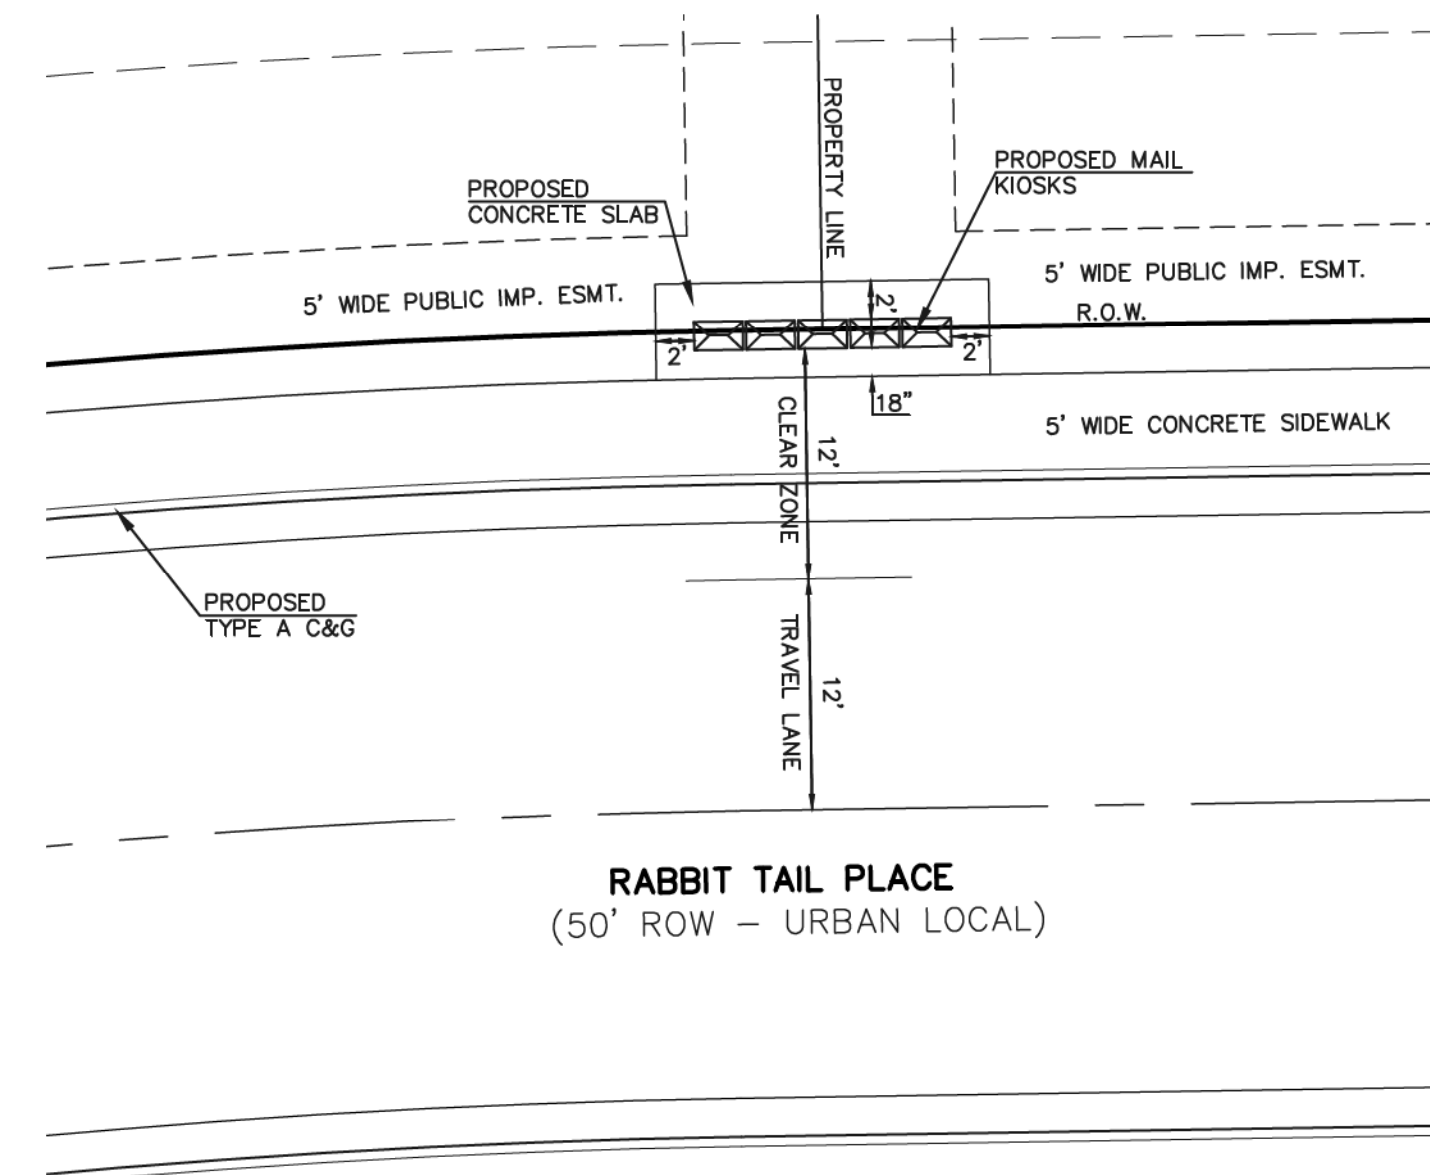 PROPERTY LINE
PROPOSED MAIL
KIOSKS
PROPOSED
CONCRETE SLAB
5' WIDE PUBLIC IMP. ESMT.
5' WIDE PUBLIC IMP. ESMT.
R.O.W.
2'
2'
2'
18"
5' WIDE CONCRETE SIDEWALK
CLEAR ZONE
12'
PROPOSED
TYPE A C&G
TRAVEL LANE
12'
RABBIT TAIL PLACE
(50' ROW – URBAN LOCAL)